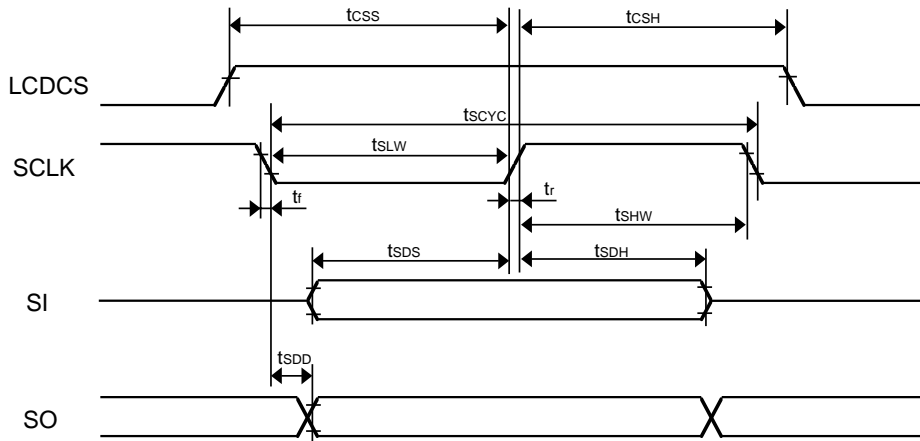 tCSS
tCSH
LCDCS
tSCYC
SCLK
tSLW
tf
tr
tSHW
tSDS
tSDH
SI
tSDD
SO